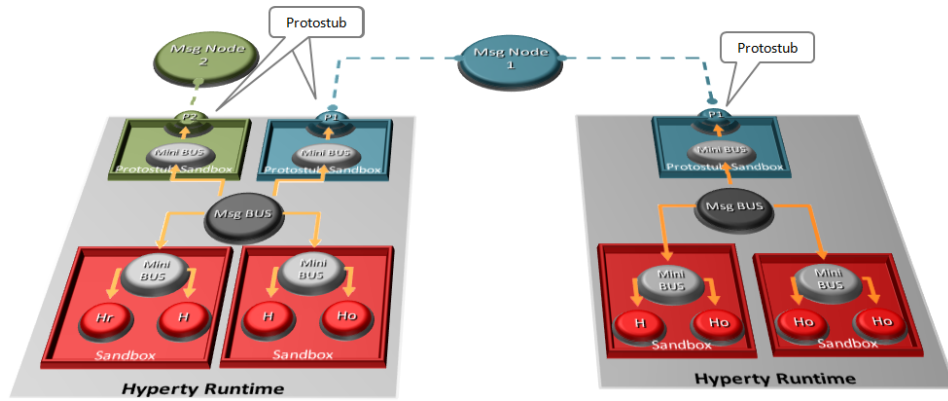 Protostub
Msg Node
2
Msg Node
1
Protostub
P2
P1
P1
Mini BUS
Mini BUS
Mini BUS
Protostub Sandbox
Protostub Sandbox
Protostub Sandbox
Msg BUS
Msg BUS
Mini
BUS
Mini
BUS
Mini
BUS
Mini
BUS
Hr
H
H
Ho
H
Ho
Ho
Ho
Sandbox
Sandbox
Sandbox
Sandbox
Hyperty Runtime
Hyperty Runtime